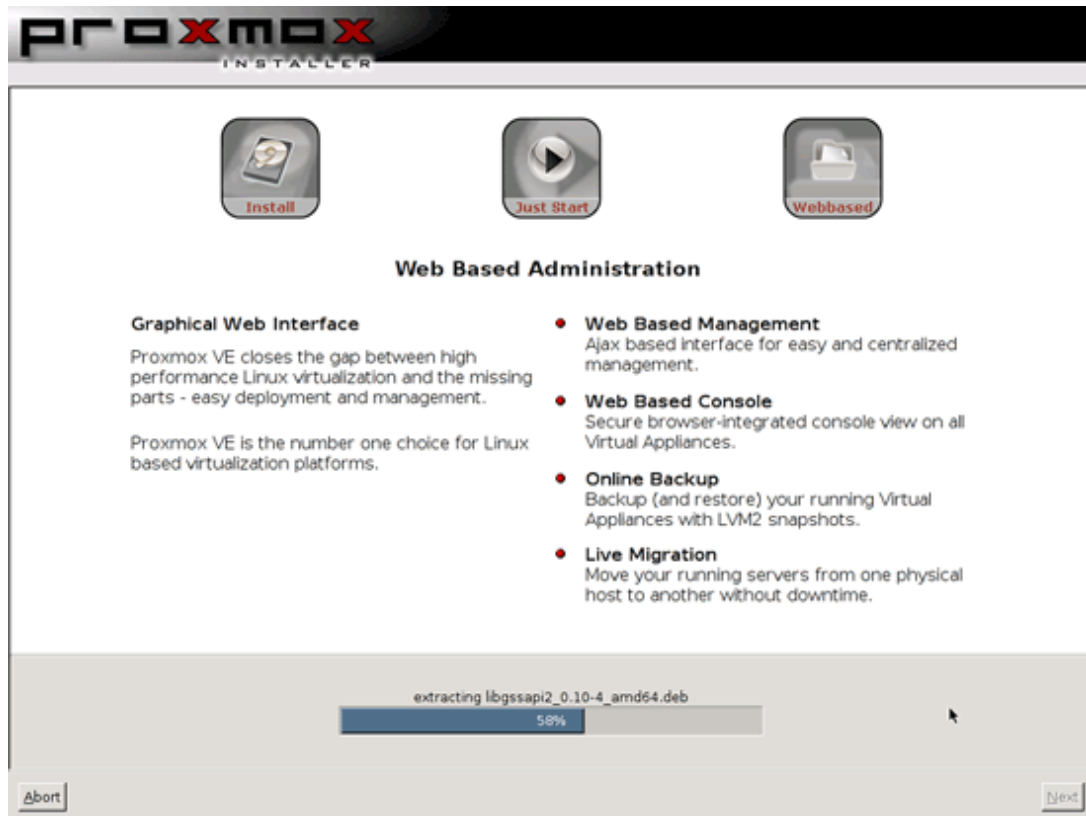 proxmox
INSTALLER
Install
Just Start
Webbased
Web Based Administration
Graphical Web Interface
Proxmox VE closes the gap between high
performance Linux virtualization and the missing
parts - easy deployment and management.
Proxmox VE is the number one choice for Linux
based virtualization platforms.
Web Based Management
Ajax based interface for easy and centralized
management.
Web Based Console
Secure browser-integrated console view on all
Virtual Appliances.
Online Backup
Backup (and restore) your running Virtual
Appliances with LVM2 snapshots.
Live Migration
Move your running servers from one physical
host to another without downtime.
extracting libgssapi2_0.10-4_amd64.deb
58%
Abort
Next